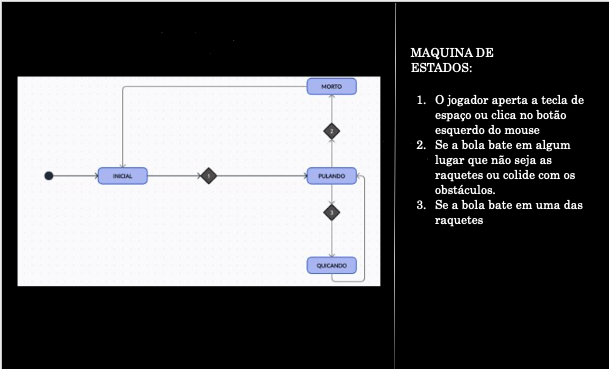 MORTO
2
INICIAL
1
PULANDO
3
QUICANDO
MAQUINA DE
ESTADOS:
1. O jogador aperta a tecla de
espaço ou clica no botão
esquerdo do mouse
2. Se a bola bate em algum
lugar que não seja as
raquetes ou colide com os
obstáculos.
3. Se a bola bate em uma das
raquetes